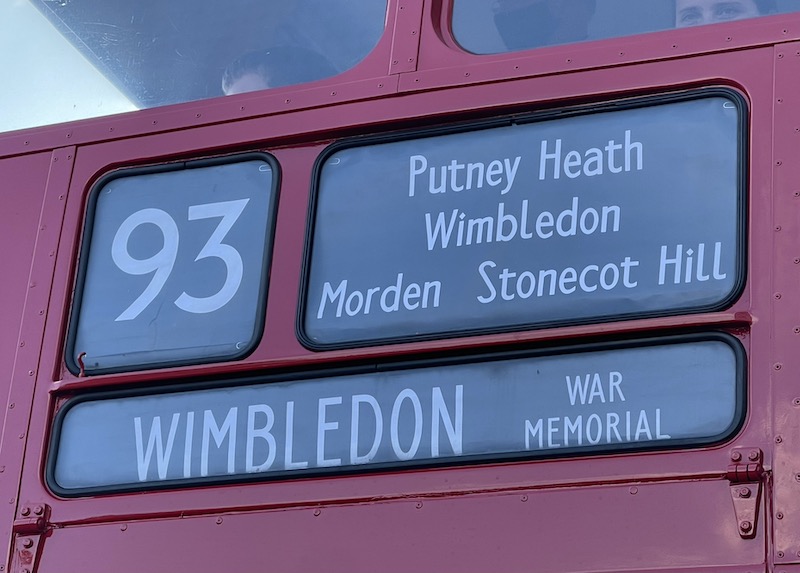 93
Putney Heath
Wimbledon
Morden Stonecot Hill
WIMBLEDON WAR MEMORIAL